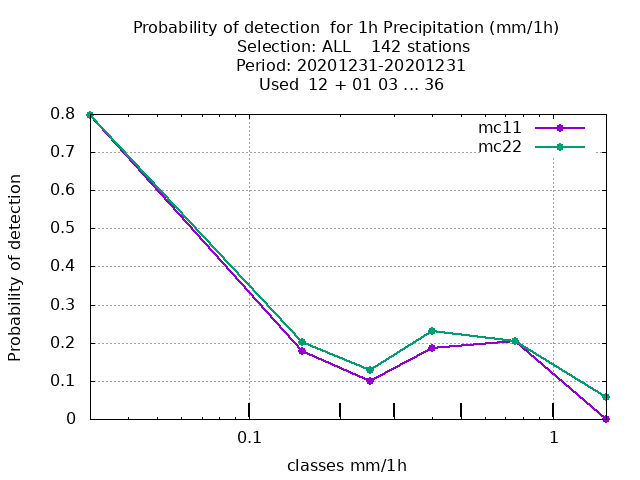 Probability of detection  for 1h Precipitation (mm/1h)
Selection: ALL    142 stations
Period: 20201231-20201231
Used  12 + 01 03 ... 36
mc11
mc22
0.8
0.7
0.6
0.5
0.4
0.3
0.2
0.1
0
Probability of detection
0.1
1
classes mm/1h